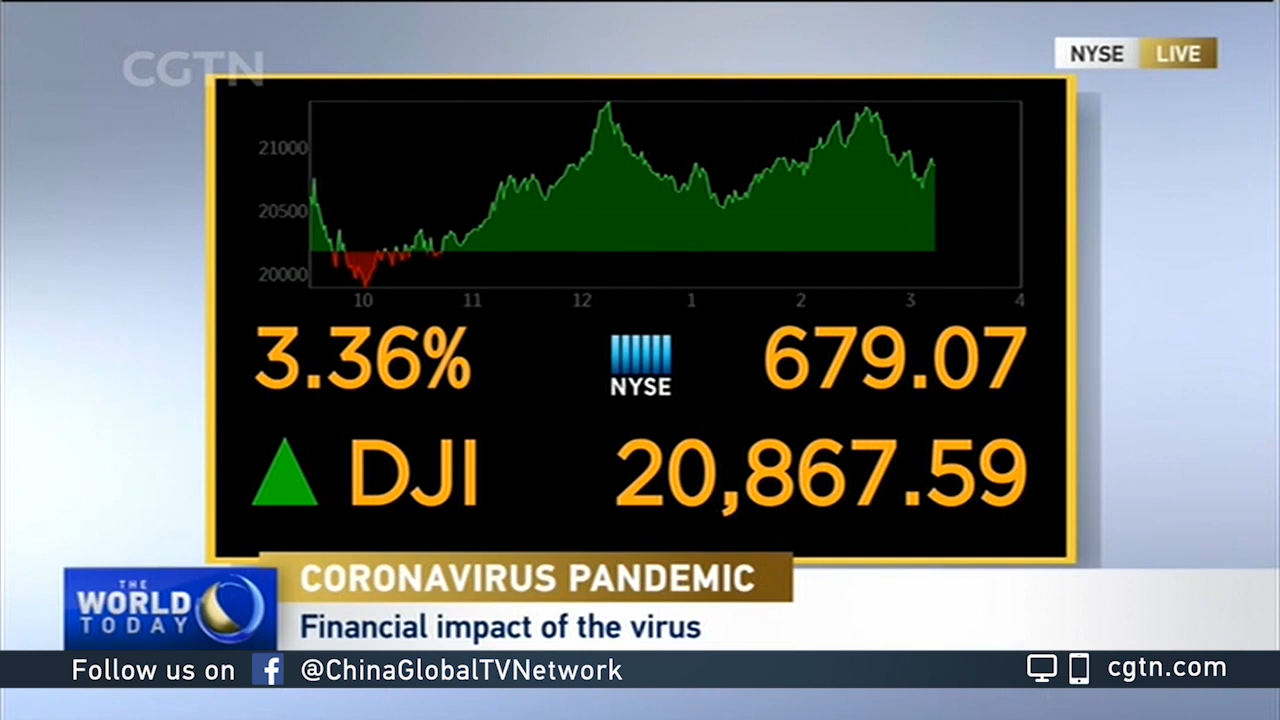 CGTN
NYSE LIVE
21000
20500
20000
10 11 12 1 2 3 4
3.36% NYSE 679.07
DJI 20,867.59
CORONAVIRUS PANDEMIC
THE
WORLD
TODAY
Financial impact of the virus
Follow us on f @ChinaGlobalTVNetwork cgtn.com